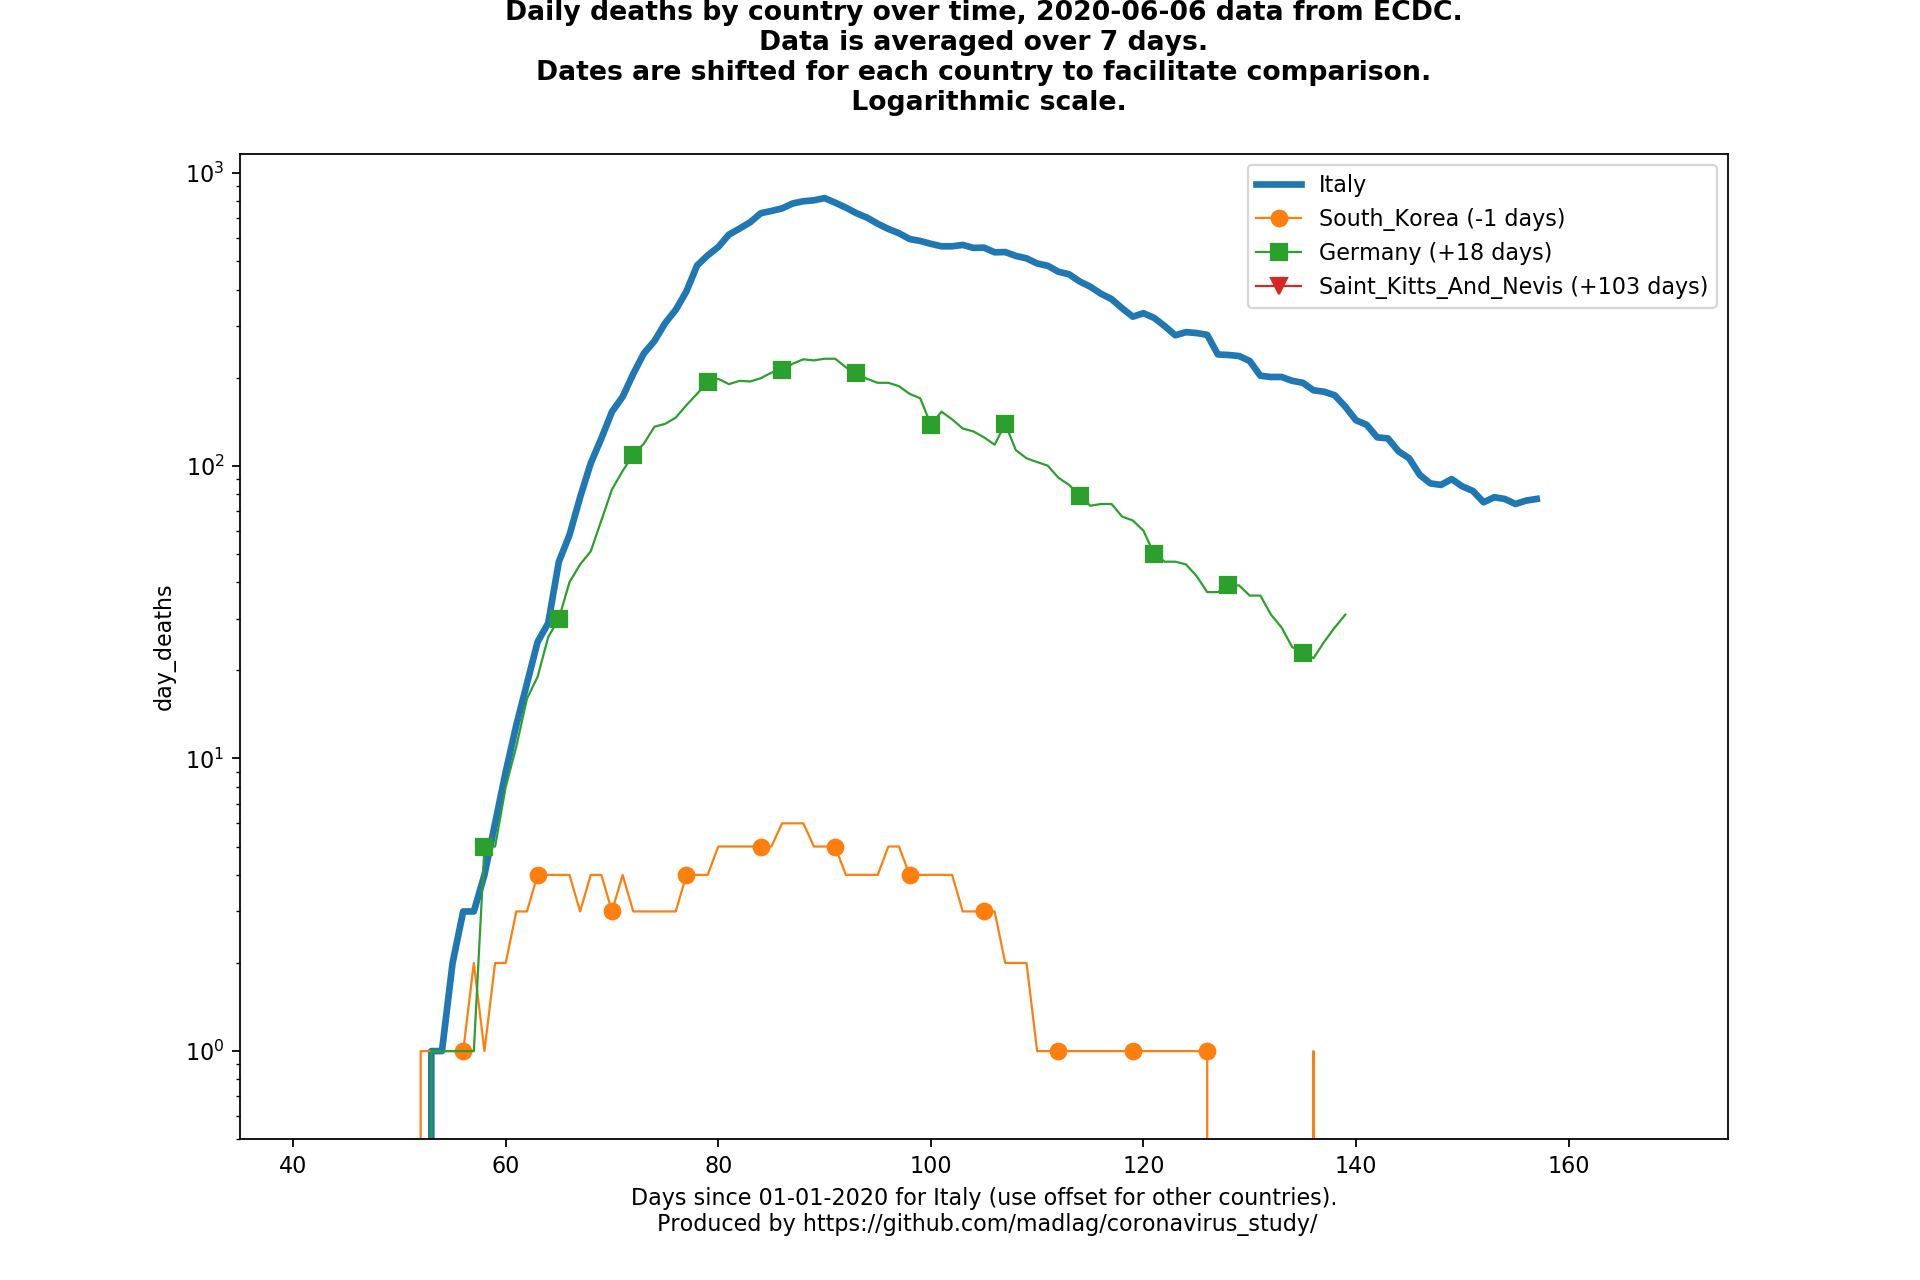 Daily deaths by country over time, 2020-06-06 data from ECDC.
Data is averaged over 7 days.
Dates are shifted for each country to facilitate comparison.
Logarithmic scale.
10³
10²
10¹
10⁰
day_deaths
Italy
South_Korea (-1 days)
Germany (+18 days)
Saint_Kitts_And_Nevis (+103 days)
40 60 80 100 120 140 160
Days since 01-01-2020 for Italy (use offset for other countries).
Produced by https://github.com/madlag/coronavirus_study/